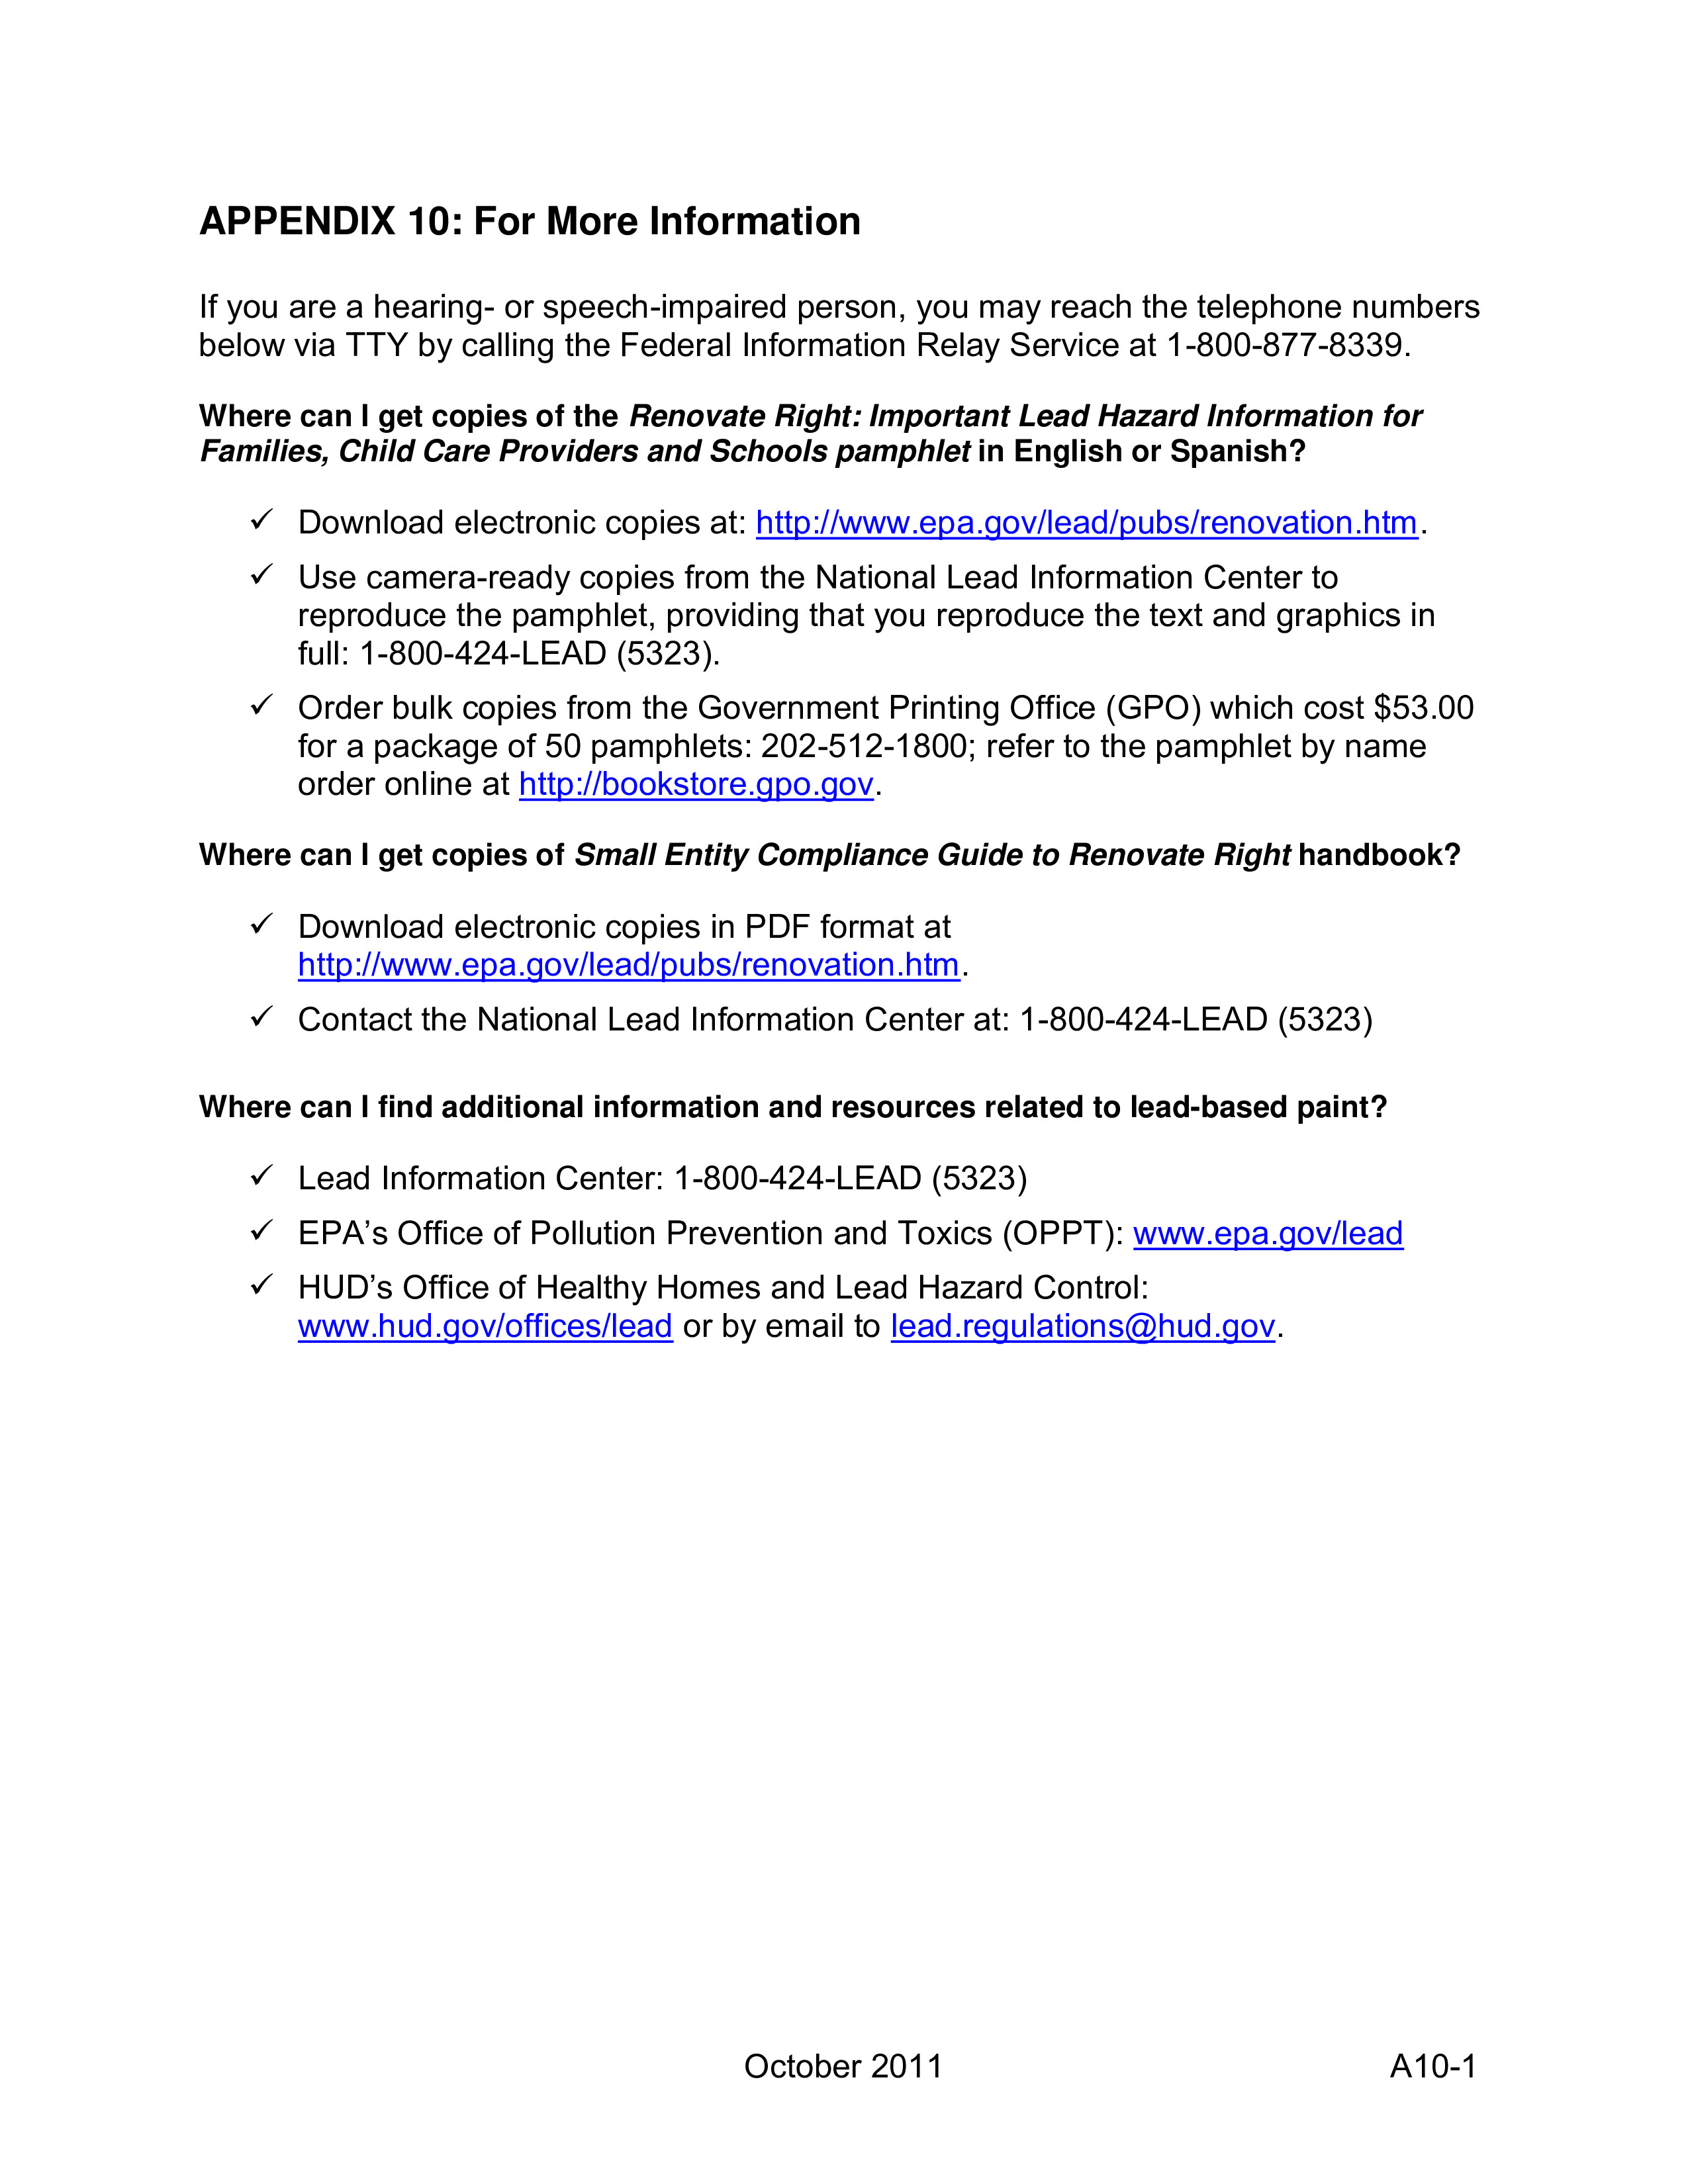 APPENDIX 10: For More Information
If you are a hearing- or speech-impaired person, you may reach the telephone numbers
below via TTY by calling the Federal Information Relay Service at 1-800-877-8339.
Where can I get copies of the Renovate Right: Important Lead Hazard Information for
Families, Child Care Providers and Schools pamphlet in English or Spanish?
✓ Download electronic copies at: http://www.epa.gov/lead/pubs/renovation.htm.
✓ Use camera-ready copies from the National Lead Information Center to
reproduce the pamphlet, providing that you reproduce the text and graphics in
full: 1-800-424-LEAD (5323).
✓ Order bulk copies from the Government Printing Office (GPO) which cost $53.00
for a package of 50 pamphlets: 202-512-1800; refer to the pamphlet by name
order online at http://bookstore.gpo.gov.
Where can I get copies of Small Entity Compliance Guide to Renovate Right handbook?
✓ Download electronic copies in PDF format at
http://www.epa.gov/lead/pubs/renovation.htm.
✓ Contact the National Lead Information Center at: 1-800-424-LEAD (5323)
Where can I find additional information and resources related to lead-based paint?
✓ Lead Information Center: 1-800-424-LEAD (5323)
✓ EPA’s Office of Pollution Prevention and Toxics (OPPT): www.epa.gov/lead
✓ HUD’s Office of Healthy Homes and Lead Hazard Control:
www.hud.gov/offices/lead or by email to lead.regulations@hud.gov.
October 2011 A10-1